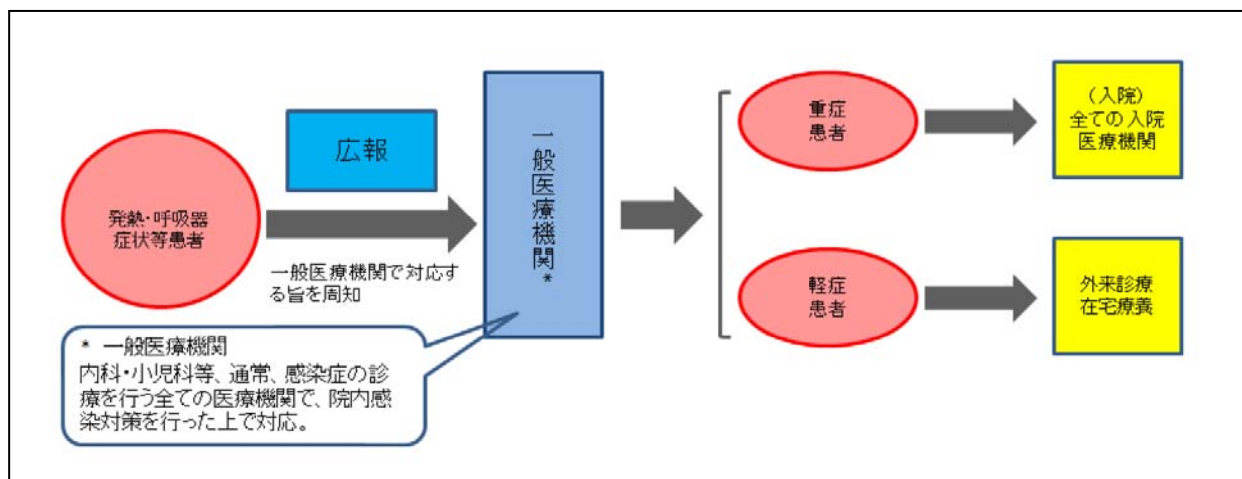 発熱・呼吸器
症状等患者
広報
一般医療機関で対応す
る旨を周知
一般医療機関*
* 一般医療機関
内科・小児科等、通常、感染症の診
療を行う全ての医療機関で、院内感
染対策を行った上で対応。
重症
患者
(入院)
全ての入院
医療機関
軽症
患者
外来診療
在宅療養